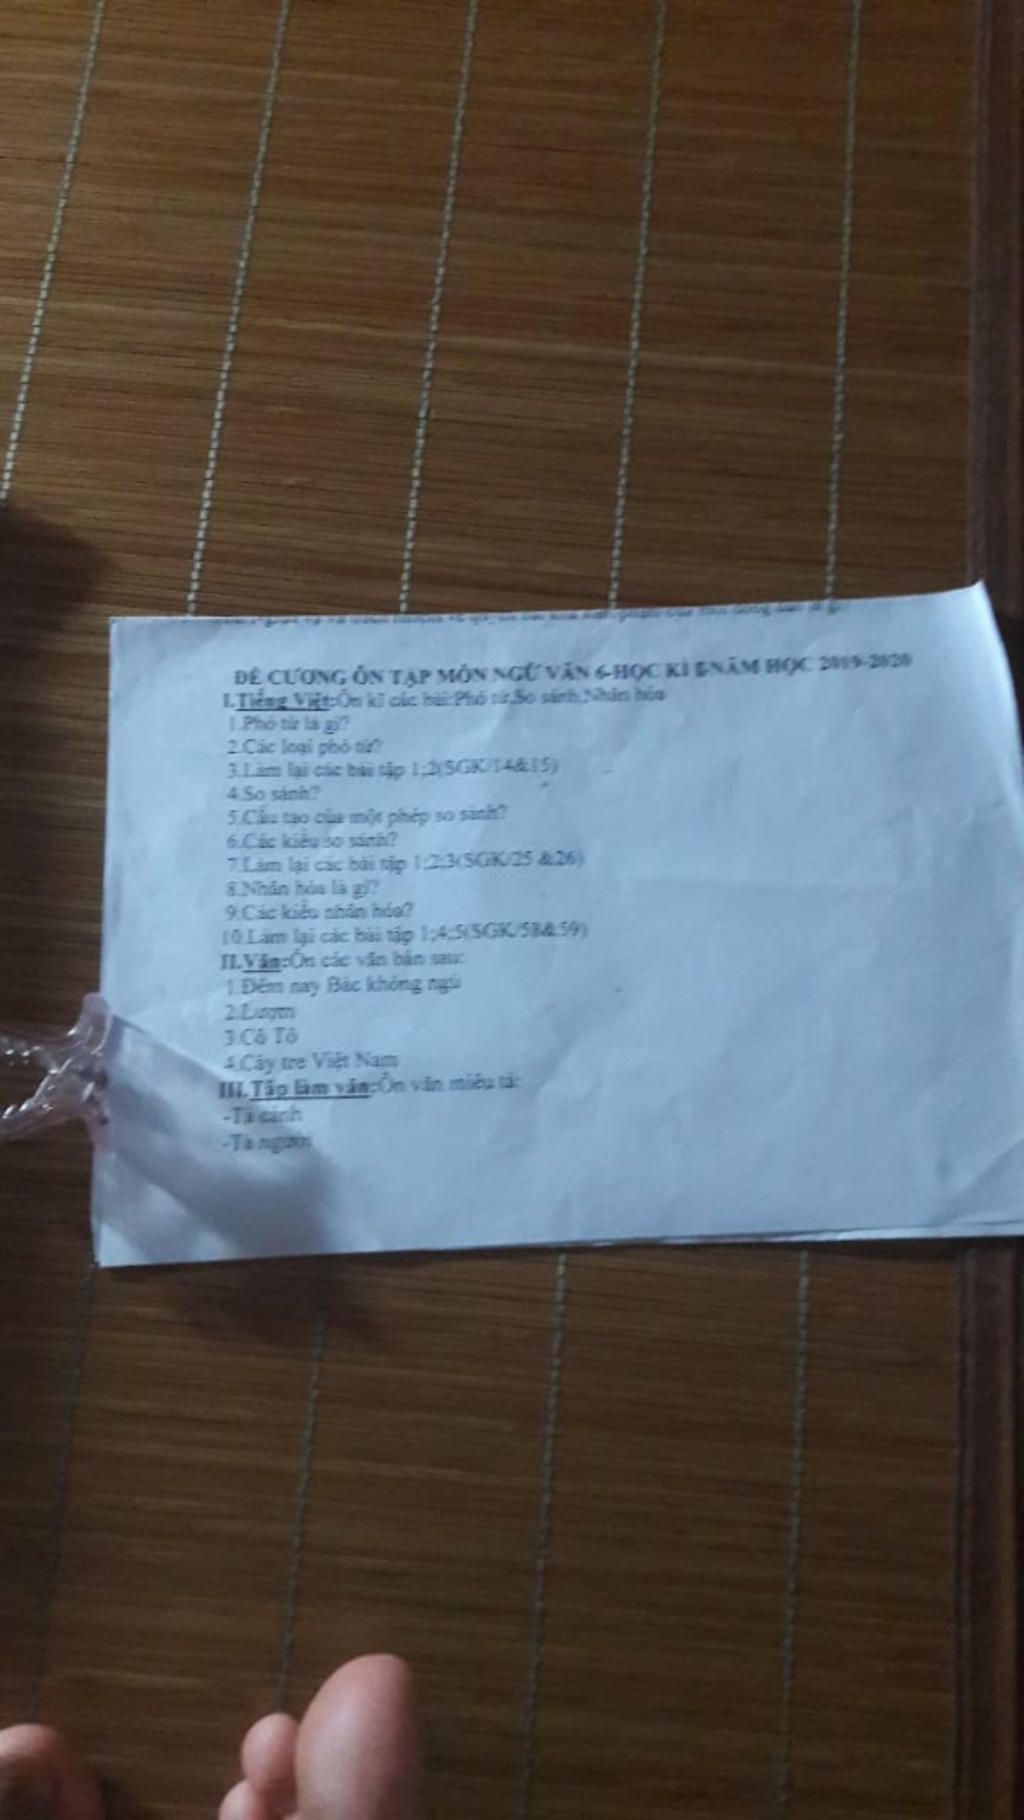 ĐỀ CƯƠNG ÔN TẬP MÔN NGỮ VĂN 6-HỌC KÌ II-NĂM HỌC 2019-2020
I.Tiếng Việt:Ôn kĩ các bài:Phó từ,So sánh,Nhân hóa
1.Phó từ là gì?
2.Các loại phó từ?
3.Làm lại các bài tập 1;2(SGK/14&15)
4.So sánh?
5.Cấu tạo của một phép so sánh?
6.Các kiểu so sánh?
7.Làm lại các bài tập 1;2;3(SGK/25 &26)
8.Nhân hóa là gì?
9.Các kiểu nhân hóa?
10.Làm lại các bài tập 1;4;5(SGK/58&59)
II.Văn:Ôn các văn bản sau:
1.Đêm nay Bác không ngủ
2.Lượm
3.Cô Tô
4.Cây tre Việt Nam
III.Tập làm văn:Ôn văn miêu tả:
-Tả cảnh
-Tả người